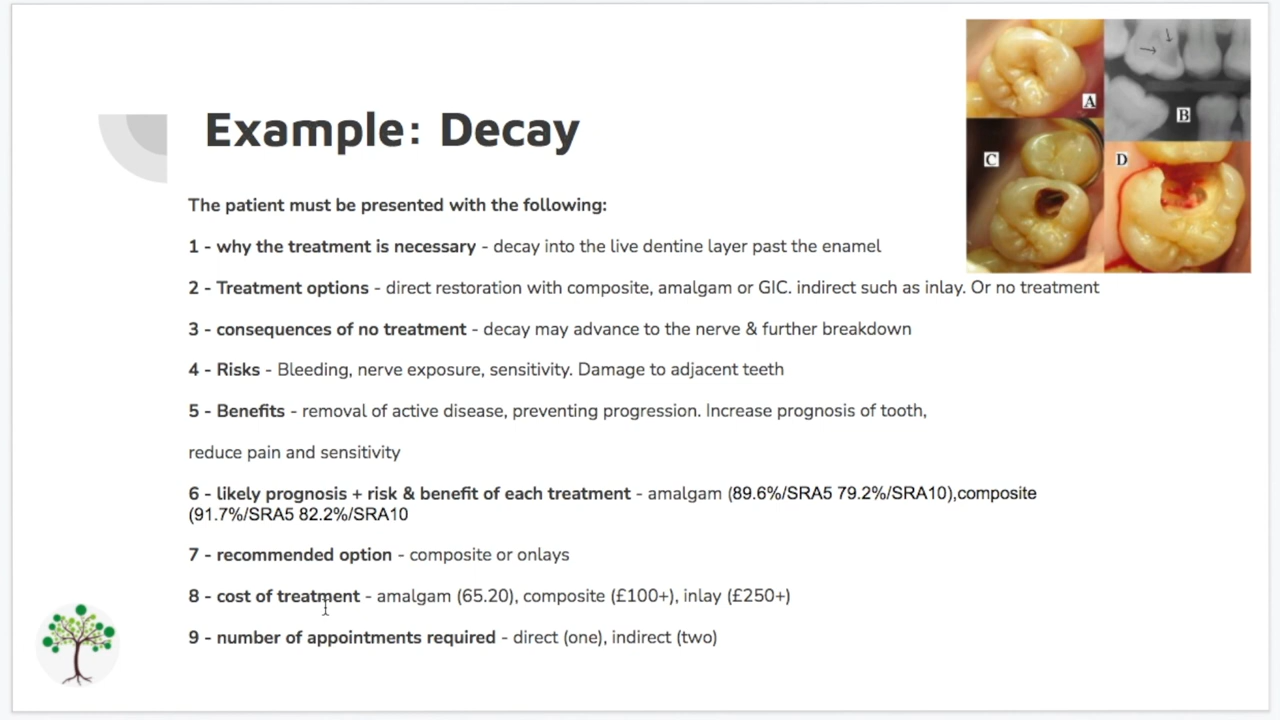 Example: Decay
A
B
C
D
The patient must be presented with the following:
1 - why the treatment is necessary - decay into the live dentine layer past the enamel
2 - Treatment options - direct restoration with composite, amalgam or GIC. indirect such as inlay. Or no treatment
3 - consequences of no treatment - decay may advance to the nerve & further breakdown
4 - Risks - Bleeding, nerve exposure, sensitivity. Damage to adjacent teeth
5 - Benefits - removal of active disease, preventing progression. Increase prognosis of tooth,
reduce pain and sensitivity
6 - likely prognosis + risk & benefit of each treatment - amalgam (89.6%/SRA5 79.2%/SRA10),composite
(91.7%/SRA5 82.2%/SRA10
7 - recommended option - composite or onlays
8 - cost of treatment - amalgam (65.20), composite (£100+), inlay (£250+)
9 - number of appointments required - direct (one), indirect (two)